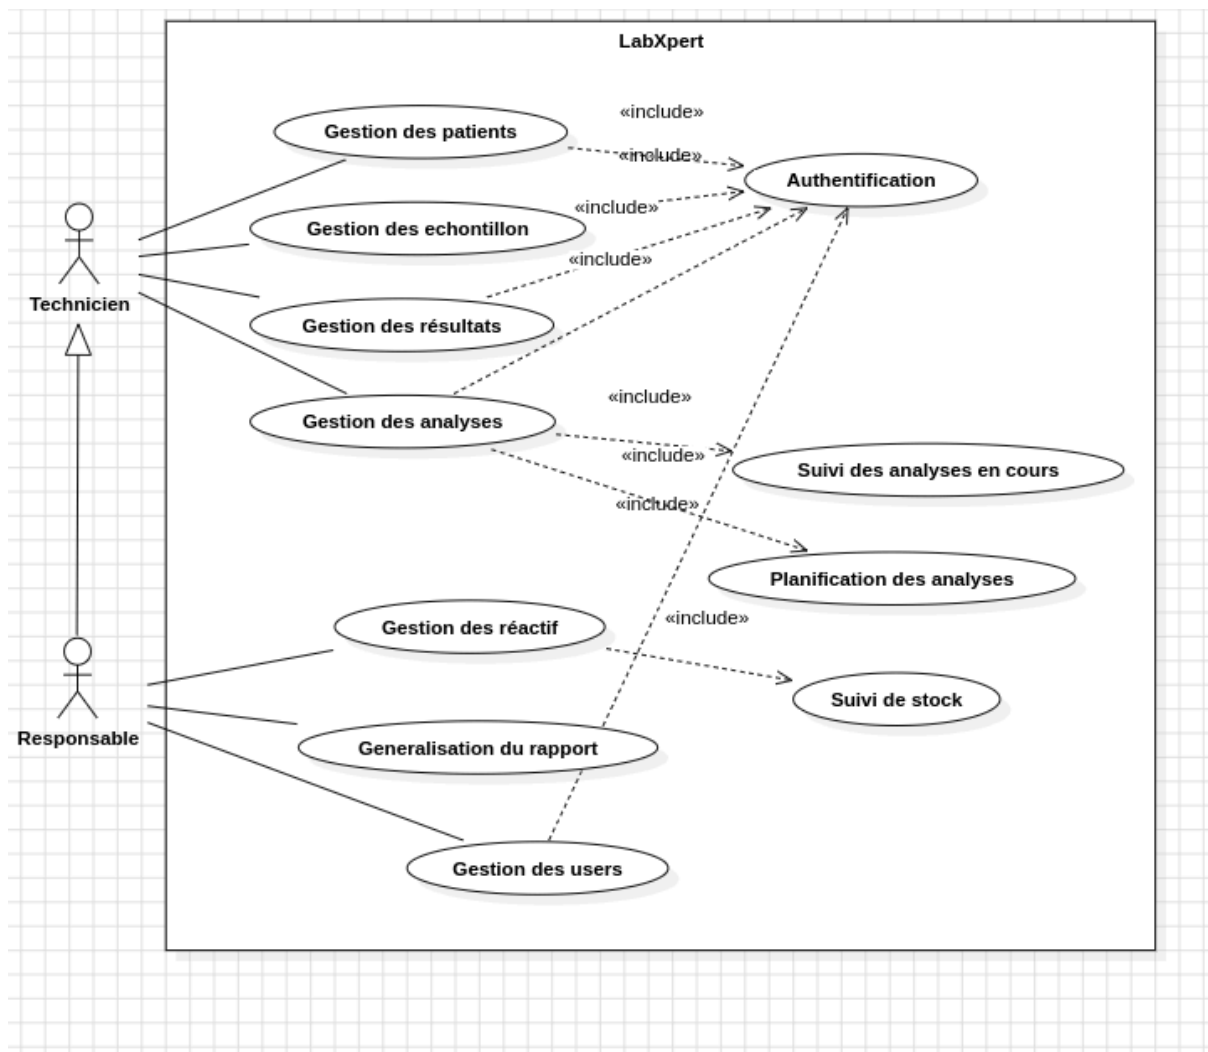 LabXpert
«include»
Gestion des patients
«include»
Authentification
«include»
Gestion des echontillon
«include»
Technicien
Gestion des résultats
«include»
Gestion des analyses
«include»
Suivi des analyses en cours
«include»
Planification des analyses
«include»
Gestion des réactif
Suivi de stock
Responsable
Generalisation du rapport
Gestion des users